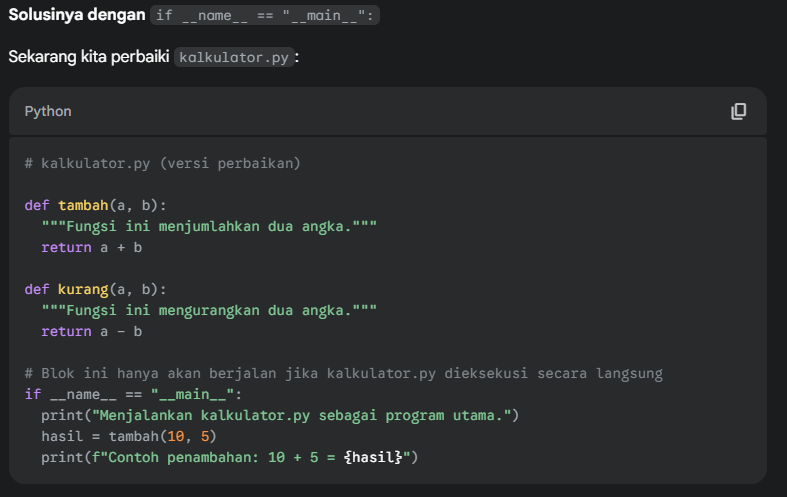 Solusinya dengan if __name__ == "__main__":
Sekarang kita perbaiki kalkulator.py:
Python
# kalkulator.py (versi perbaikan)
def tambah(a, b):
  """Fungsi ini menjumlahkan dua angka."""
  return a + b
def kurang(a, b):
  """Fungsi ini mengurangkan dua angka."""
  return a - b
# Blok ini hanya akan berjalan jika kalkulator.py dieksekusi secara langsung
if __name__ == "__main__":
  print("Menjalankan kalkulator.py sebagai program utama.")
  hasil = tambah(10, 5)
  print(f"Contoh penambahan: 10 + 5 = {hasil}")